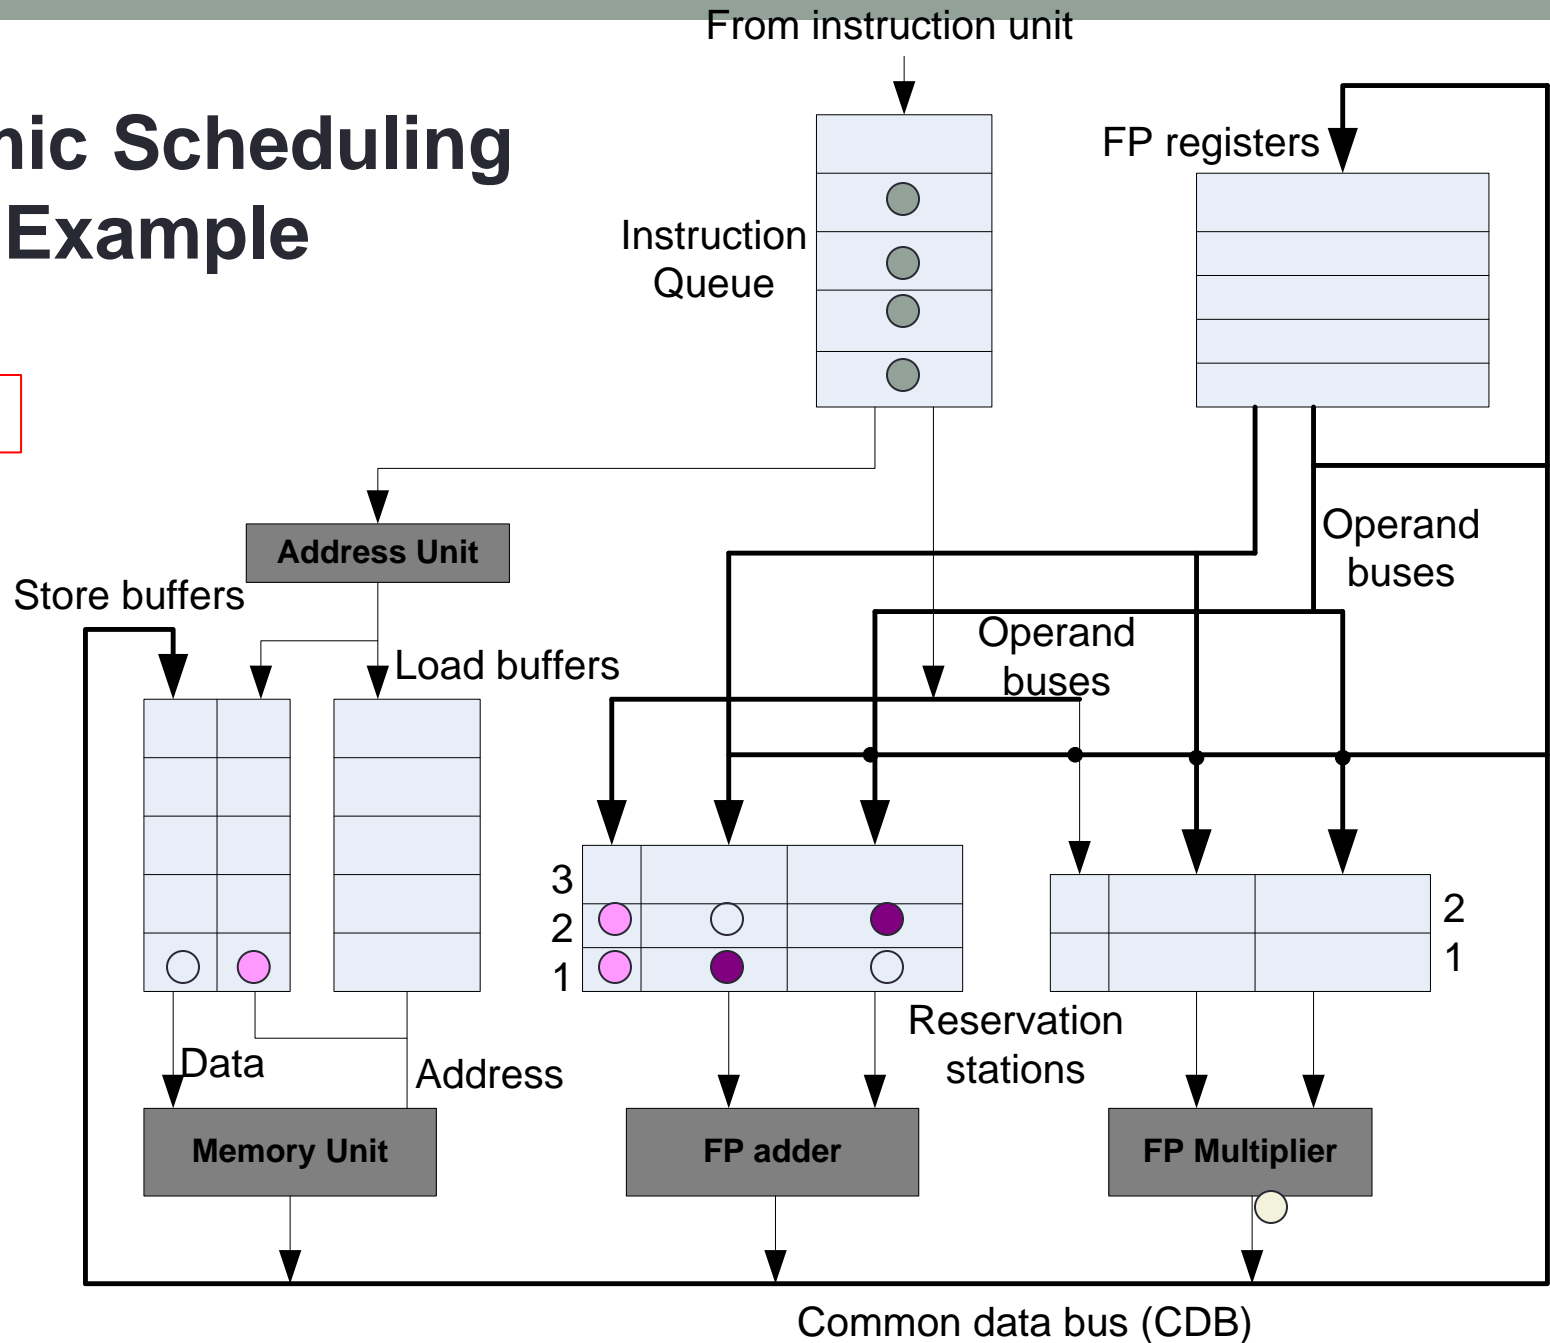 From instruction unit
nic Scheduling
Example
FP registers
Instruction
Queue
Operand
buses
Address Unit
Store buffers
Load buffers
Operand
buses
3
2
1
2
1
Reservation
stations
Data
Address
Memory Unit
FP adder
FP Multiplier
Common data bus (CDB)